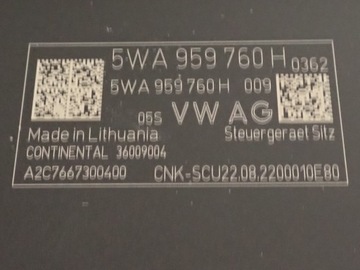 5WA 959 760 H 0362
5WA 959 760 H 009
05S VW AG
Made in Lithuania Steuergeraet Sitz
CONTINENTAL 36009004
A2C7667300400 CNK-SCU22.08.2200010E80